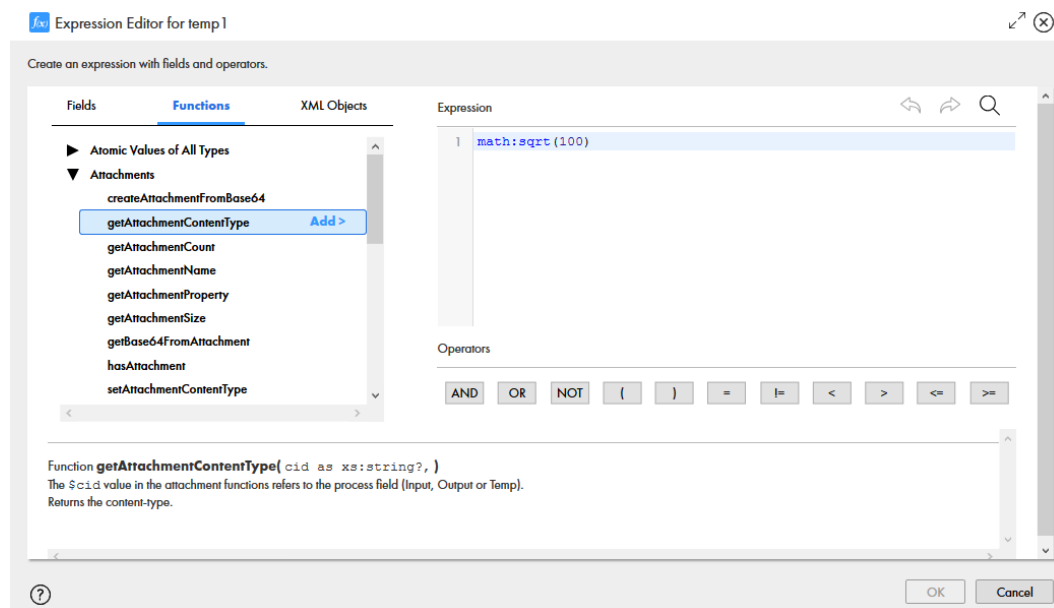 fx Expression Editor for temp1
Create an expression with fields and operators.
Fields Functions XML Objects
Atomic Values of All Types
Attachments
createAttachmentFromBase64
getAttachmentContentType Add >
getAttachmentCount
getAttachmentName
getAttachmentProperty
getAttachmentSize
getBase64FromAttachment
hasAttachment
setAttachmentContentType
Expression
1 math:sqrt(100)
Operators
AND OR NOT ( ) = != < > <= >=
Function getAttachmentContentType( cid as xs:string?, )
The $cid value in the attachment functions refers to the process field (Input, Output or Temp).
Returns the content-type.
?
OK Cancel